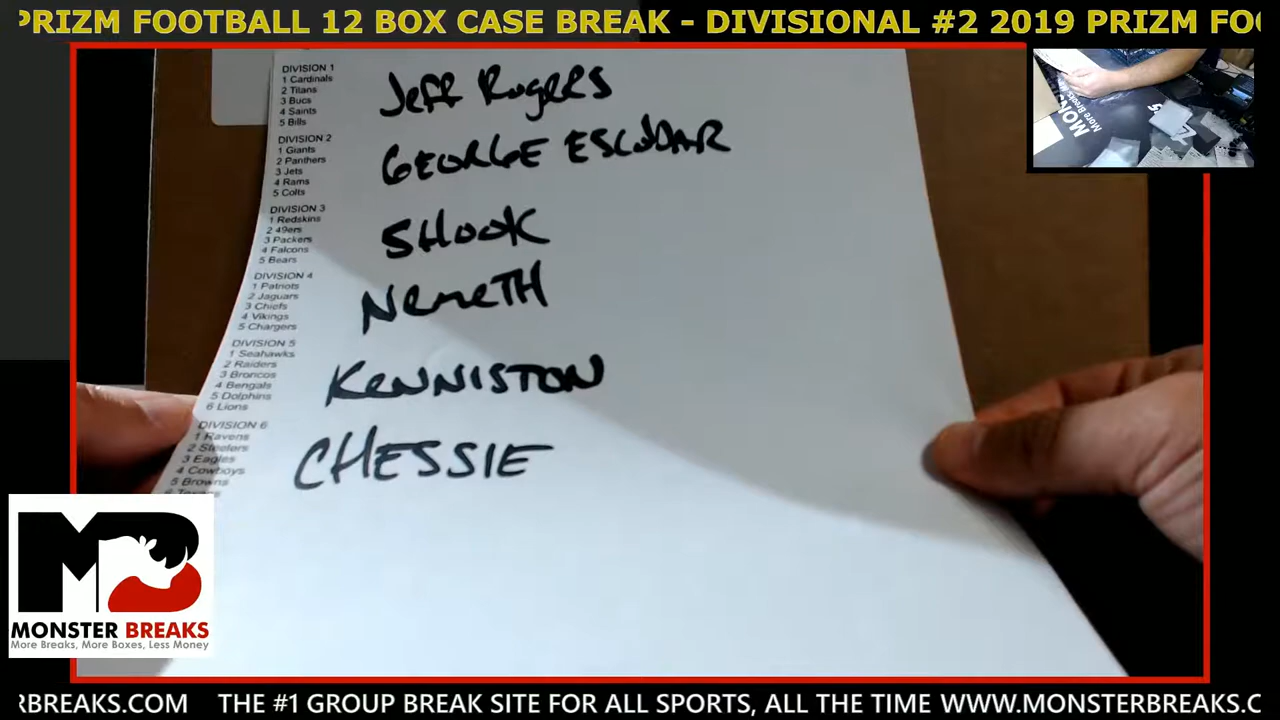 PRIZM FOOTBALL 12 BOX CASE BREAK - DIVISIONAL #2 2019 PRIZM FOO
DIVISION 1
1 Cardinals
2 Titans
3 Bucs
4 Saints
5 Bills
Jeff Rogers
DIVISION 2
1 Giants
2 Panthers
3 Jets
4 Rams
5 Colts
GEORGE ESCOBAR
DIVISION 3
1 Redskins
2 49ers
3 Packers
4 Falcons
5 Bears
SHOOK
DIVISION 4
1 Patriots
2 Jaguars
3 Chiefs
4 Vikings
5 Chargers
NemeTH
DIVISION 5
1 Seahawks
2 Raiders
3 Broncos
4 Bengals
5 Dolphins
6 Lions
KeNNISTON
DIVISION 6
1 Ravens
2 Steelers
3 Eagles
4 Cowboys
5 Browns
CHESSIE
MONSTER BREAKS
More Breaks, More Boxes, Less Money
MON
More Breaks
RBREAKS.COM THE #1 GROUP BREAK SITE FOR ALL SPORTS, ALL THE TIME WWW.MONSTERBREAKS.C